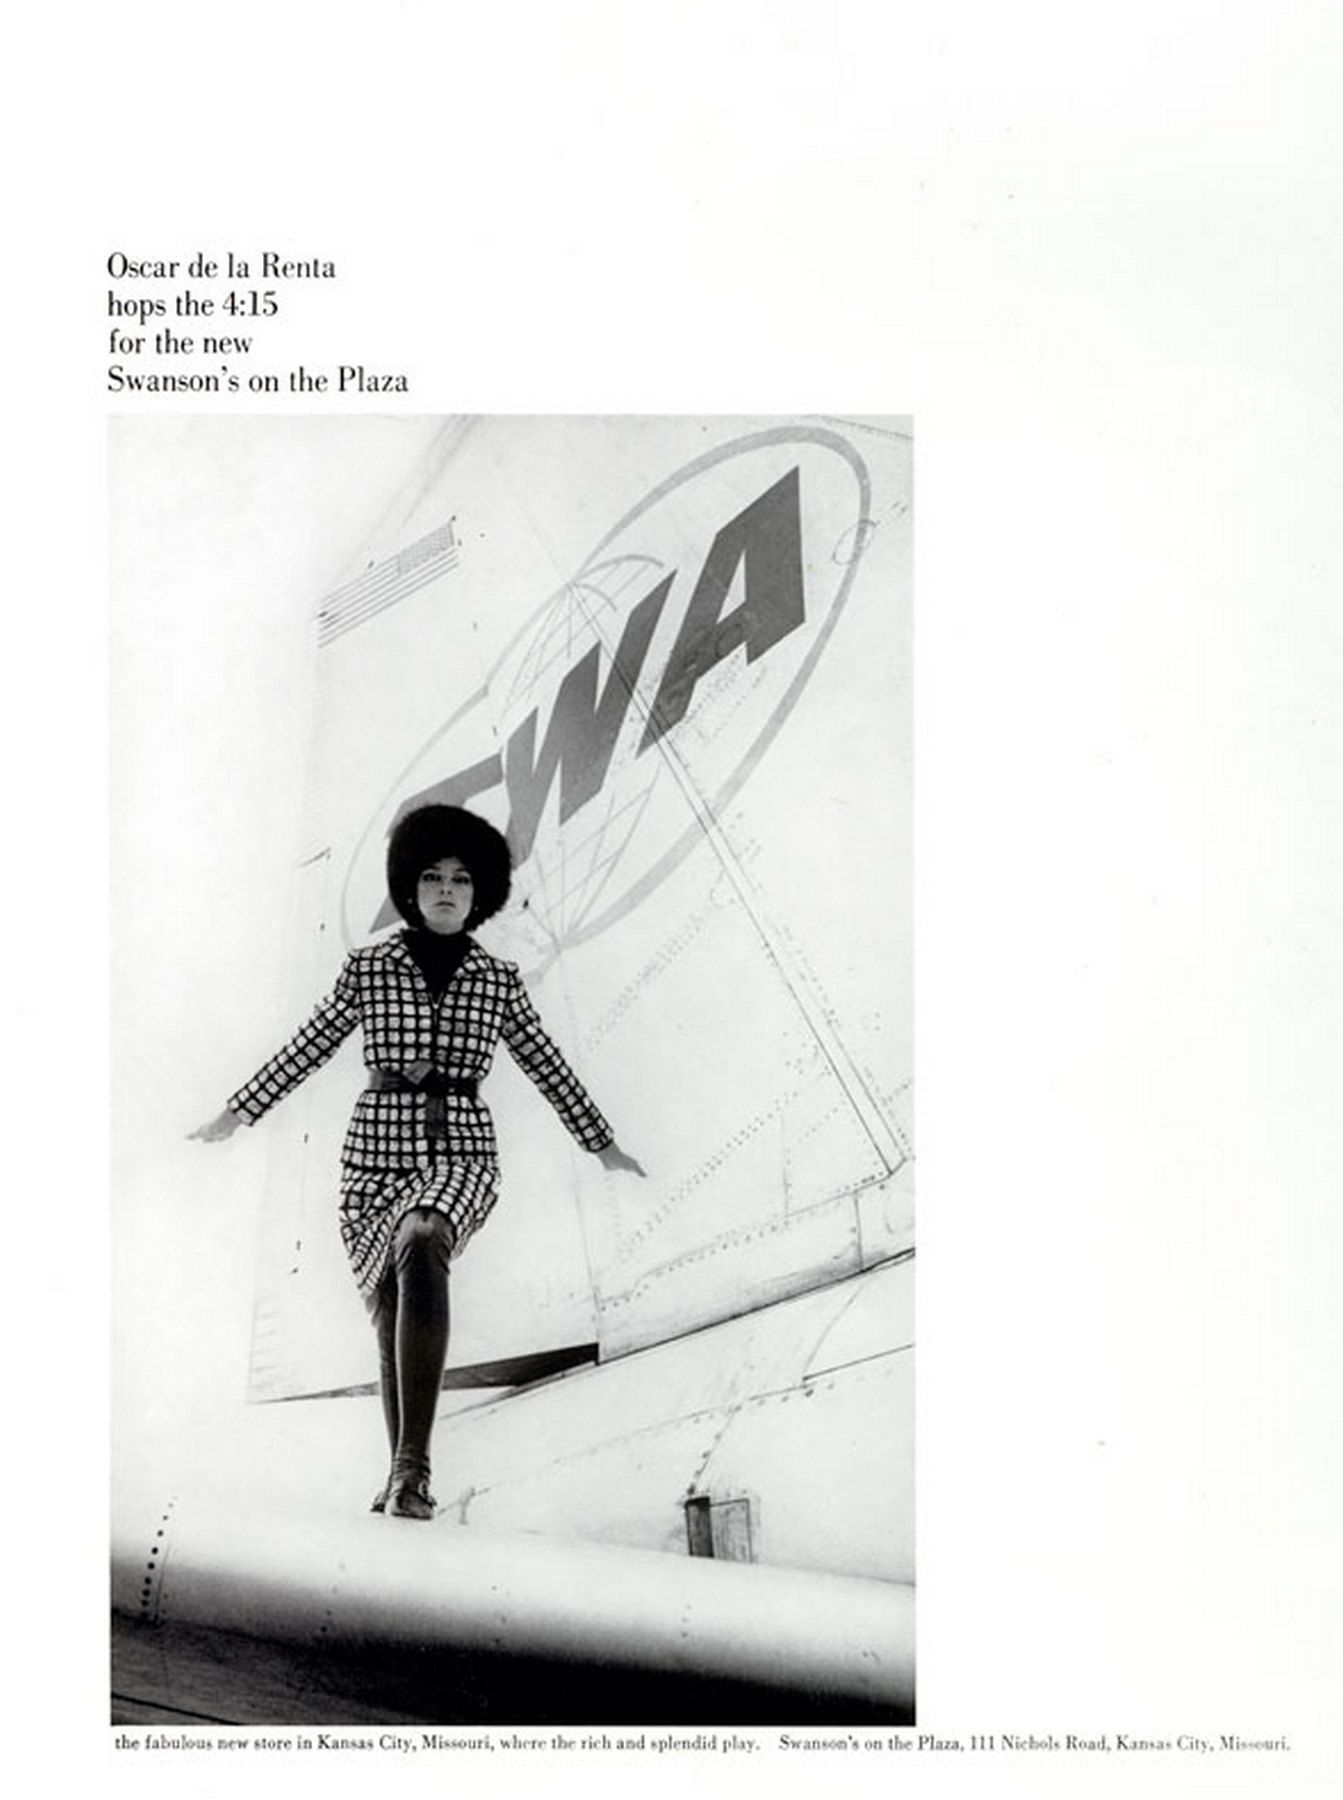 Oscar de la Renta
hops the 4:15
for the new
Swanson's on the Plaza
TWA
the fabulous new store in Kansas City, Missouri, where the rich and splendid play. Swanson's on the Plaza, 111 Nichols Road, Kansas City, Missouri.